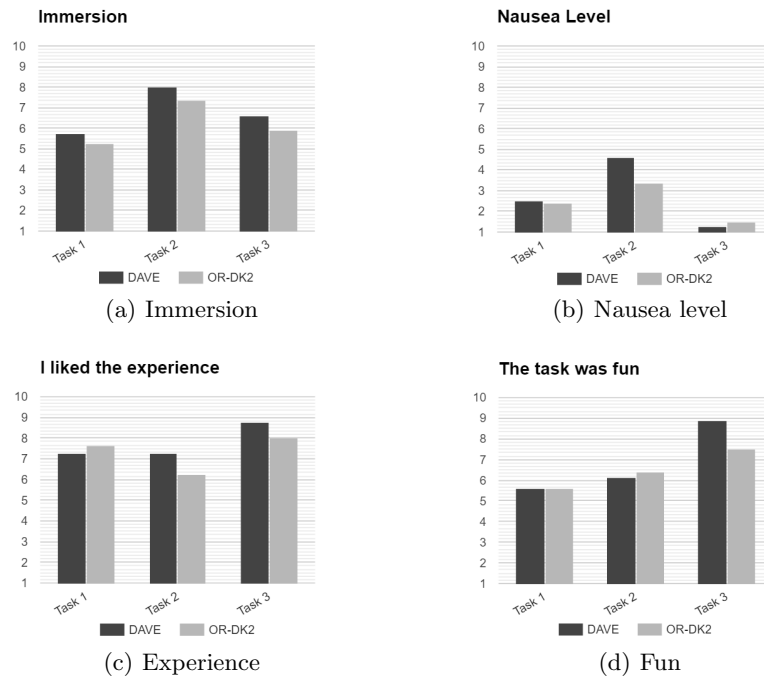 Immersion
10
9
8
7
6
5
4
3
2
1
Task 1 Task 2 Task 3
DAVE OR-DK2
(a) Immersion
Nausea Level
10
9
8
7
6
5
4
3
2
1
Task 1 Task 2 Task 3
DAVE OR-DK2
(b) Nausea level
I liked the experience
10
9
8
7
6
5
4
3
2
1
Task 1 Task 2 Task 3
DAVE OR-DK2
(c) Experience
The task was fun
10
9
8
7
6
5
4
3
2
1
Task 1 Task 2 Task 3
DAVE OR-DK2
(d) Fun